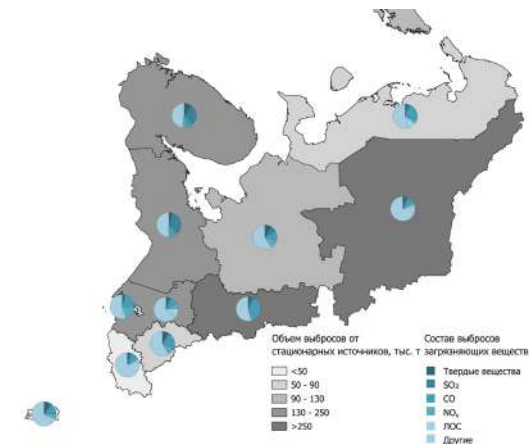 Объем выбросов от
стационарных источников, тыс. т
<50
50 - 90
90 - 130
130 - 250
>250
Состав выбросов
загрязняющих веществ
Твердые вещества
SO₂
CO
NOₓ
ЛОС
Другие